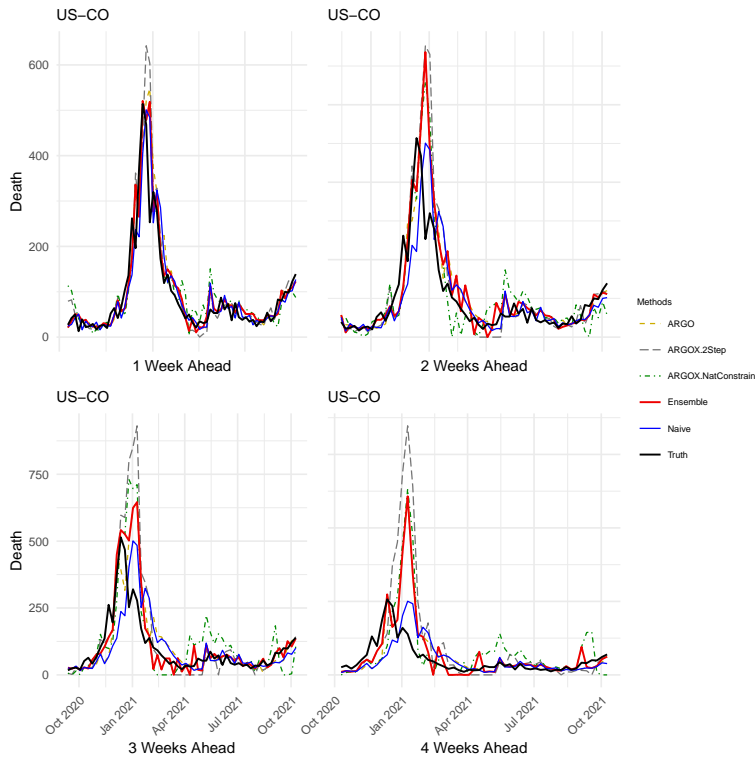 US−CO
US−CO
600
400
200
0
Death
1 Week Ahead
2 Weeks Ahead
US−CO
US−CO
750
500
250
0
Death
Oct 2020
Jan 2021
Apr 2021
Jul 2021
Oct 2021
Oct 2020
Jan 2021
Apr 2021
Jul 2021
Oct 2021
3 Weeks Ahead
4 Weeks Ahead
Methods
ARGO
ARGOX.2Step
ARGOX.NatConstrain
Ensemble
Naive
Truth